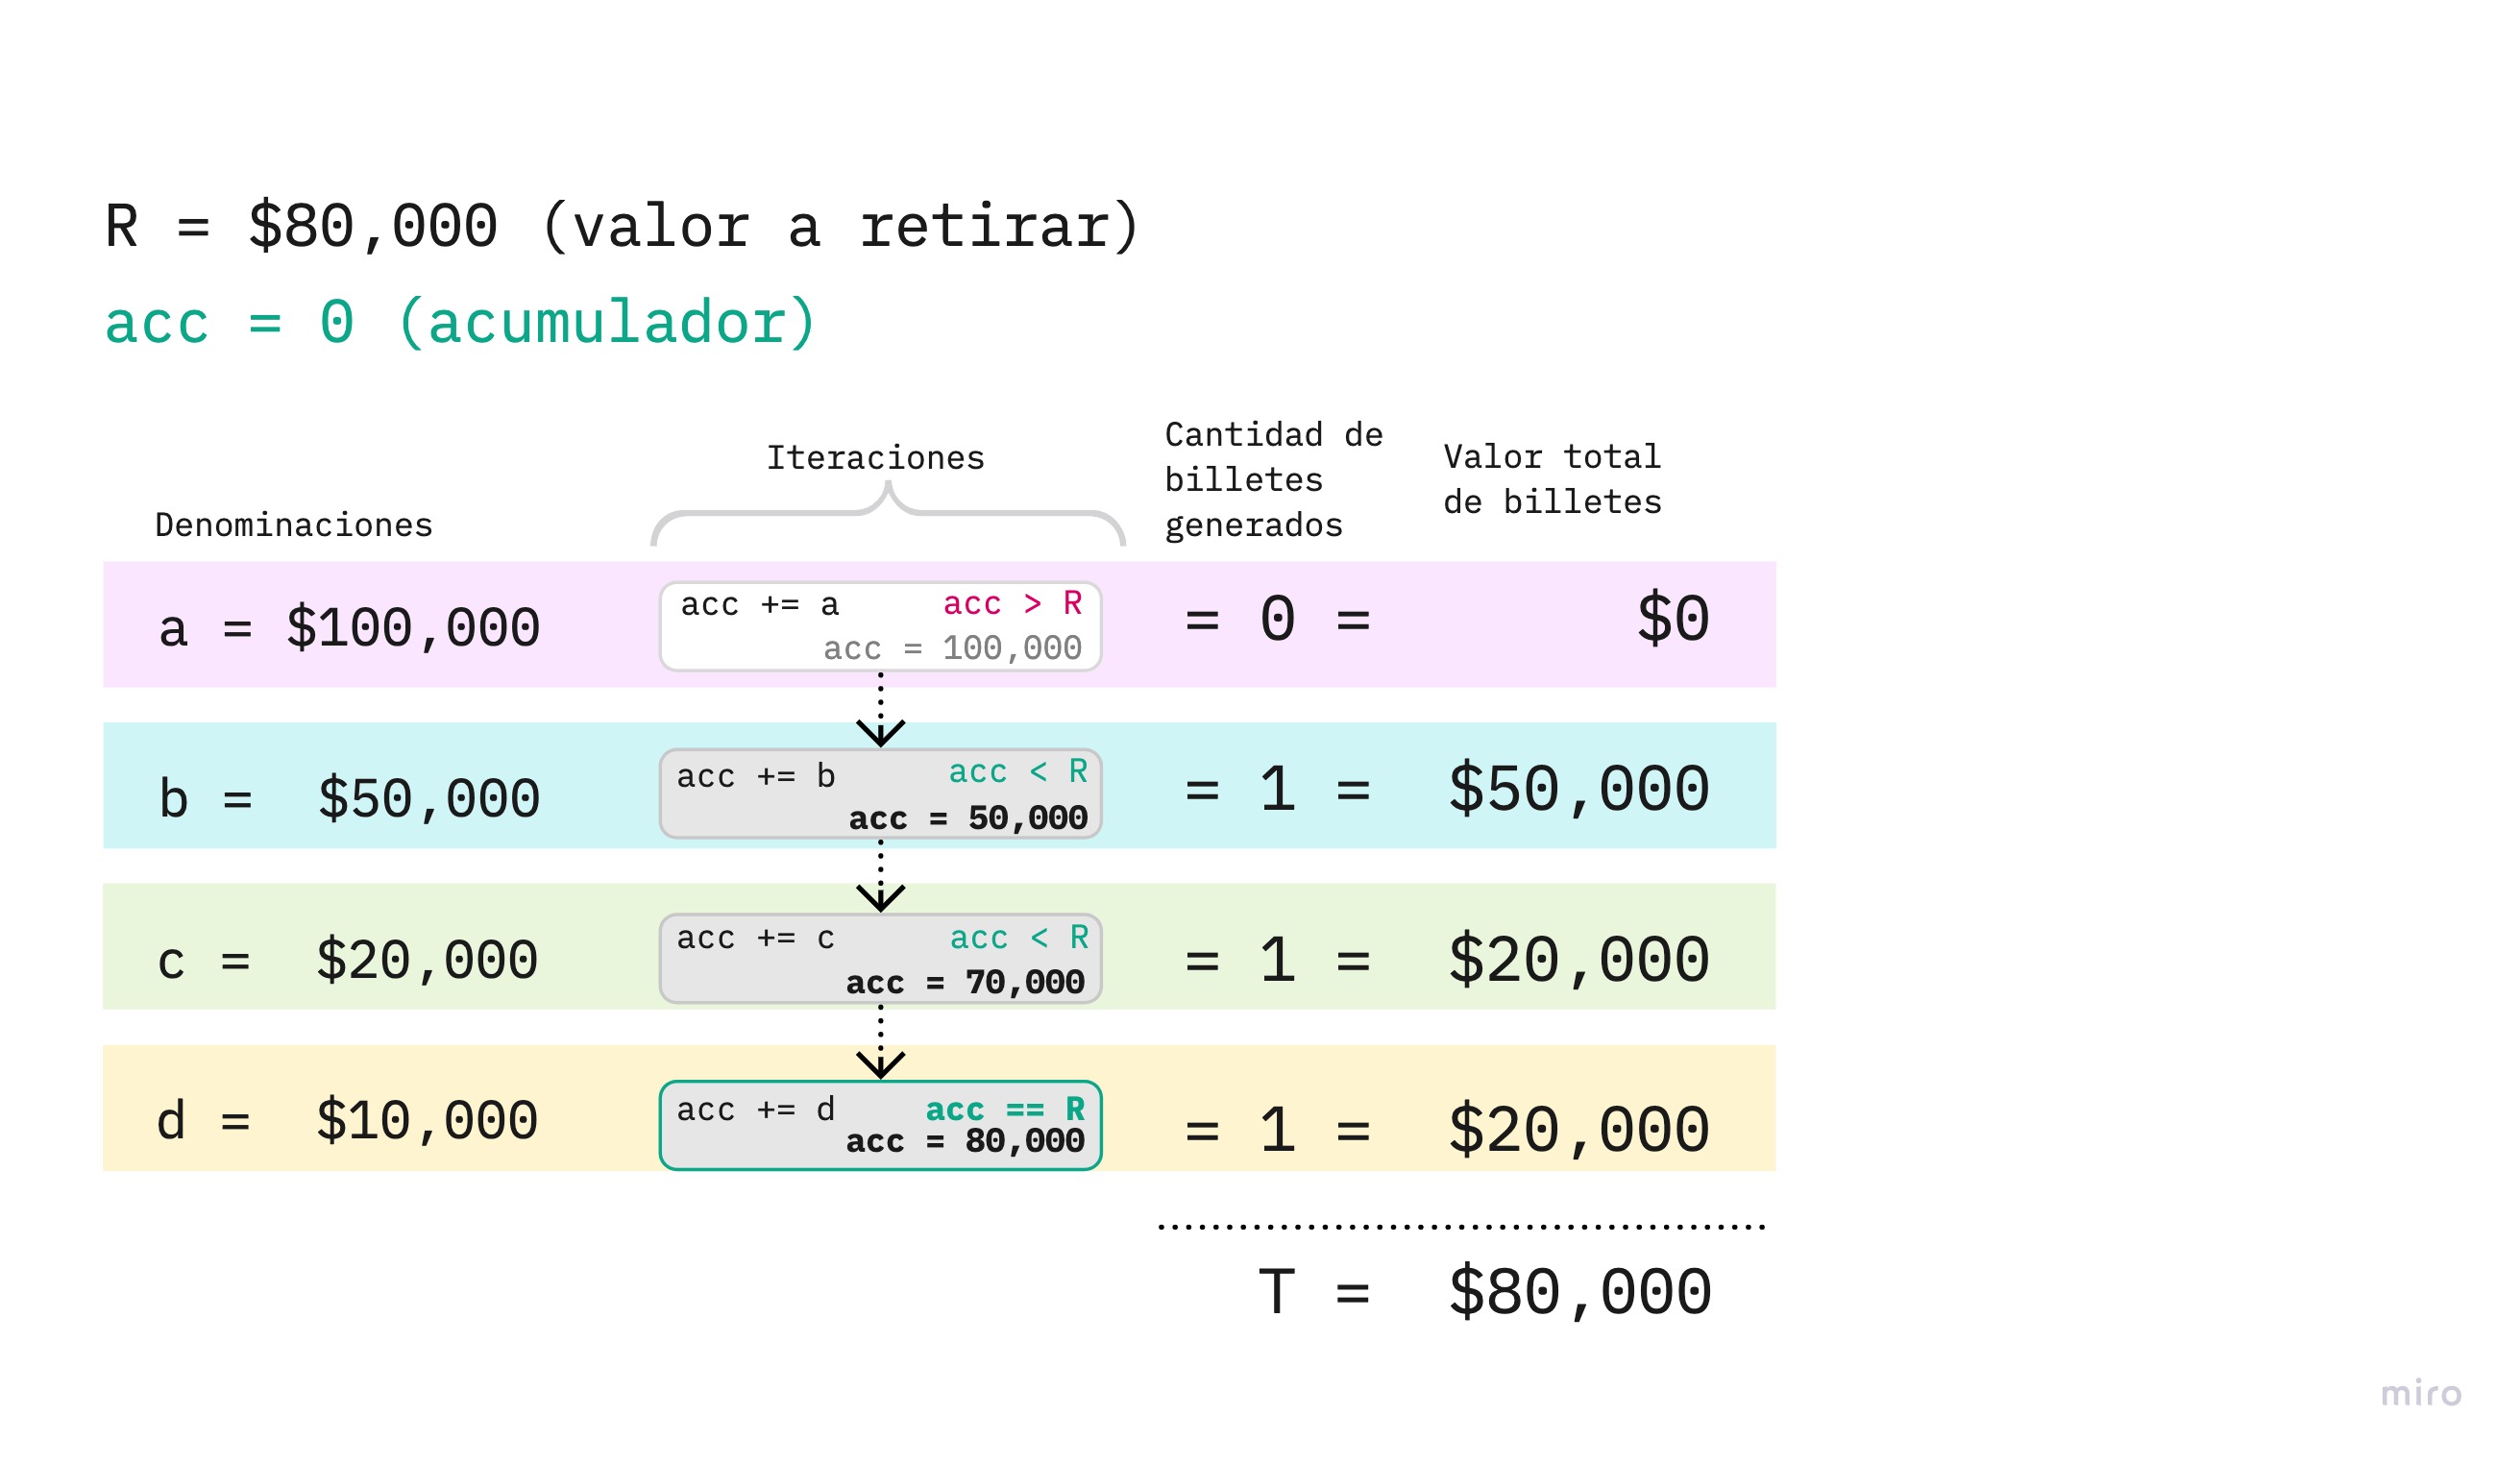 R = $80,000 (valor a retirar)
acc = 0 (acumulador)
Denominaciones
Iteraciones
Cantidad de
billetes
generados
Valor total
de billetes
a = $100,000
acc += a acc > R
acc = 100,000
= 0 = $0
b = $50,000
acc += b acc < R
acc = 50,000
= 1 = $50,000
c = $20,000
acc += c acc < R
acc = 70,000
= 1 = $20,000
d = $10,000
acc += d acc == R
acc = 80,000
= 1 = $20,000
T = $80,000
miro